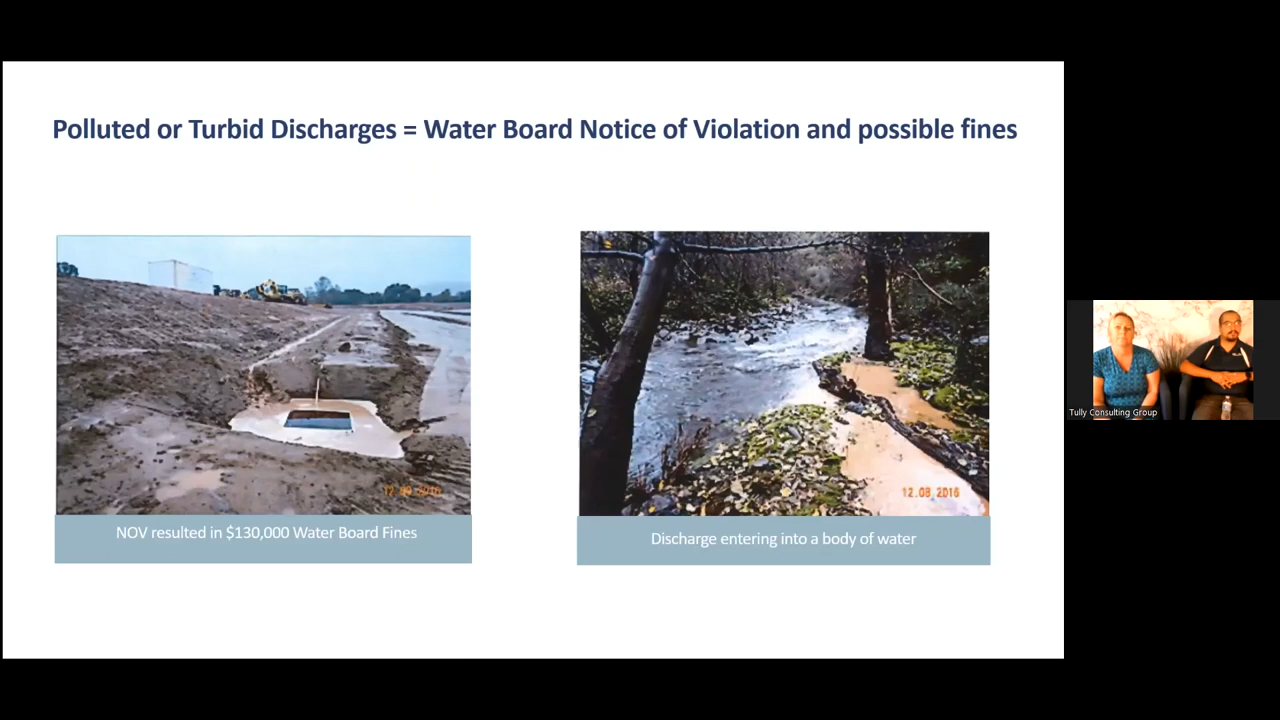 Polluted or Turbid Discharges = Water Board Notice of Violation and possible fines
12.08.2016
NOV resulted in $130,000 Water Board Fines
Discharge entering into a body of water
Tully Consulting Group